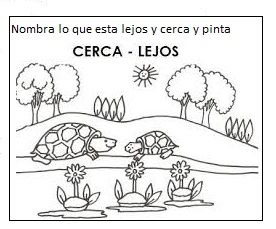 Nombra lo que esta lejos y cerca y pinta
CERCA - LEJOS